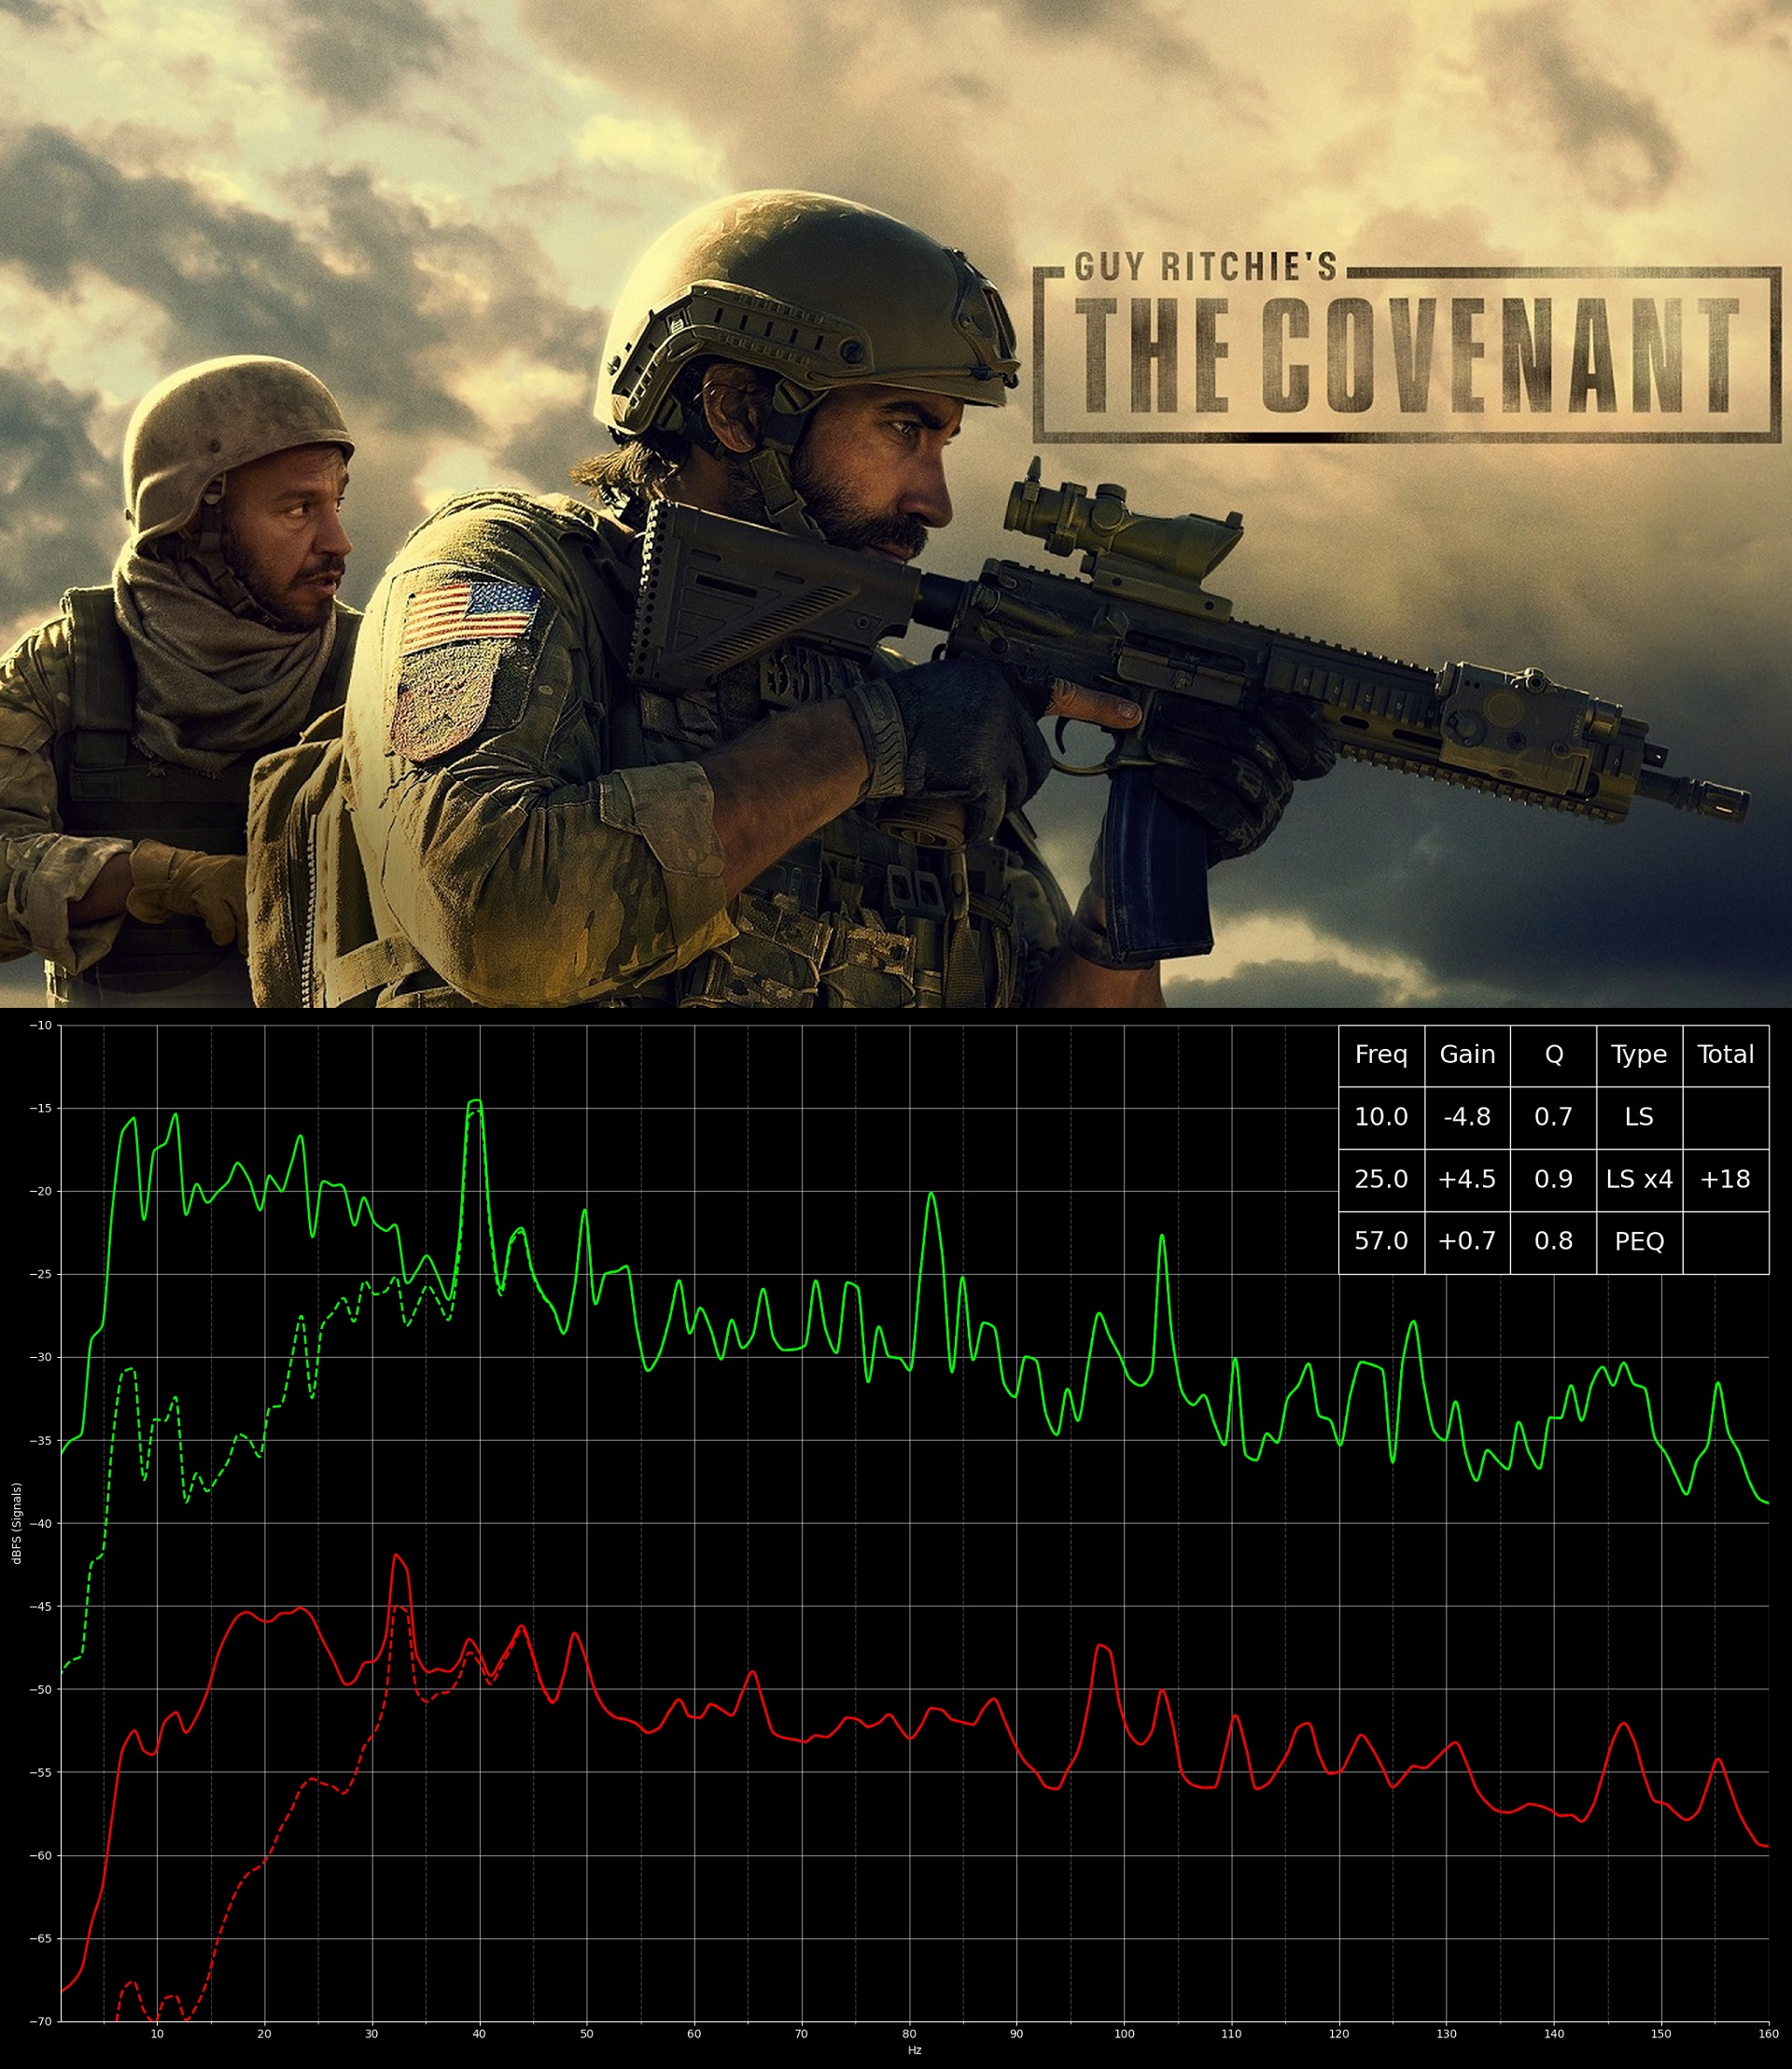 GUY RITCHIE'S
THE COVENANT
Freq Gain Q Type Total
10.0 -4.8 0.7 LS
25.0 +4.5 0.9 LS x4 +18
57.0 +0.7 0.8 PEQ
−10
−15
−20
−25
−30
−35
−40
−45
−50
−55
−60
−65
−70
dBFS (Signals)
10 20 30 40 50 60 70 80 90 100 110 120 130 140 150 160
Hz